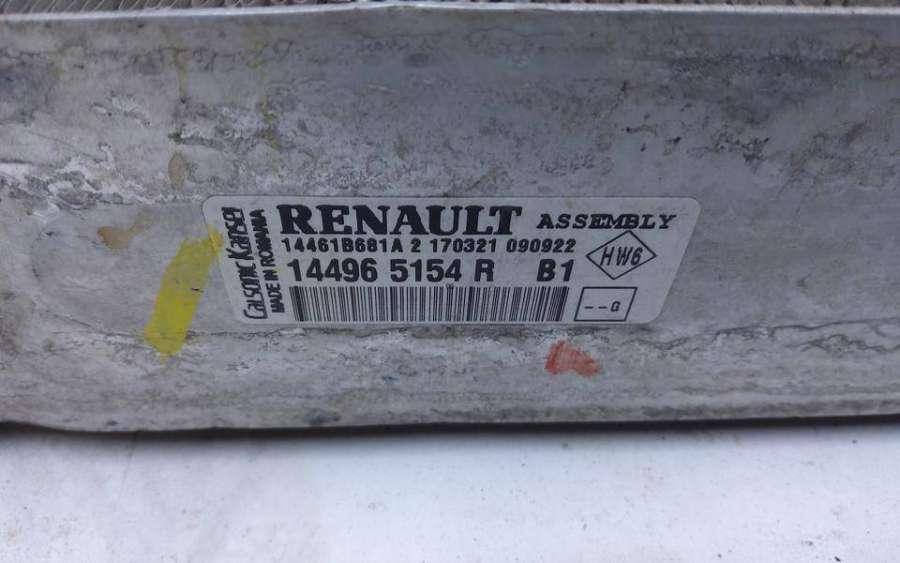 Calsonic Kansei
MADE IN ROMANIA
RENAULT ASSEMBLY
14461B681A 2 170321 090922
14496 5154 R B1
HW6
--G